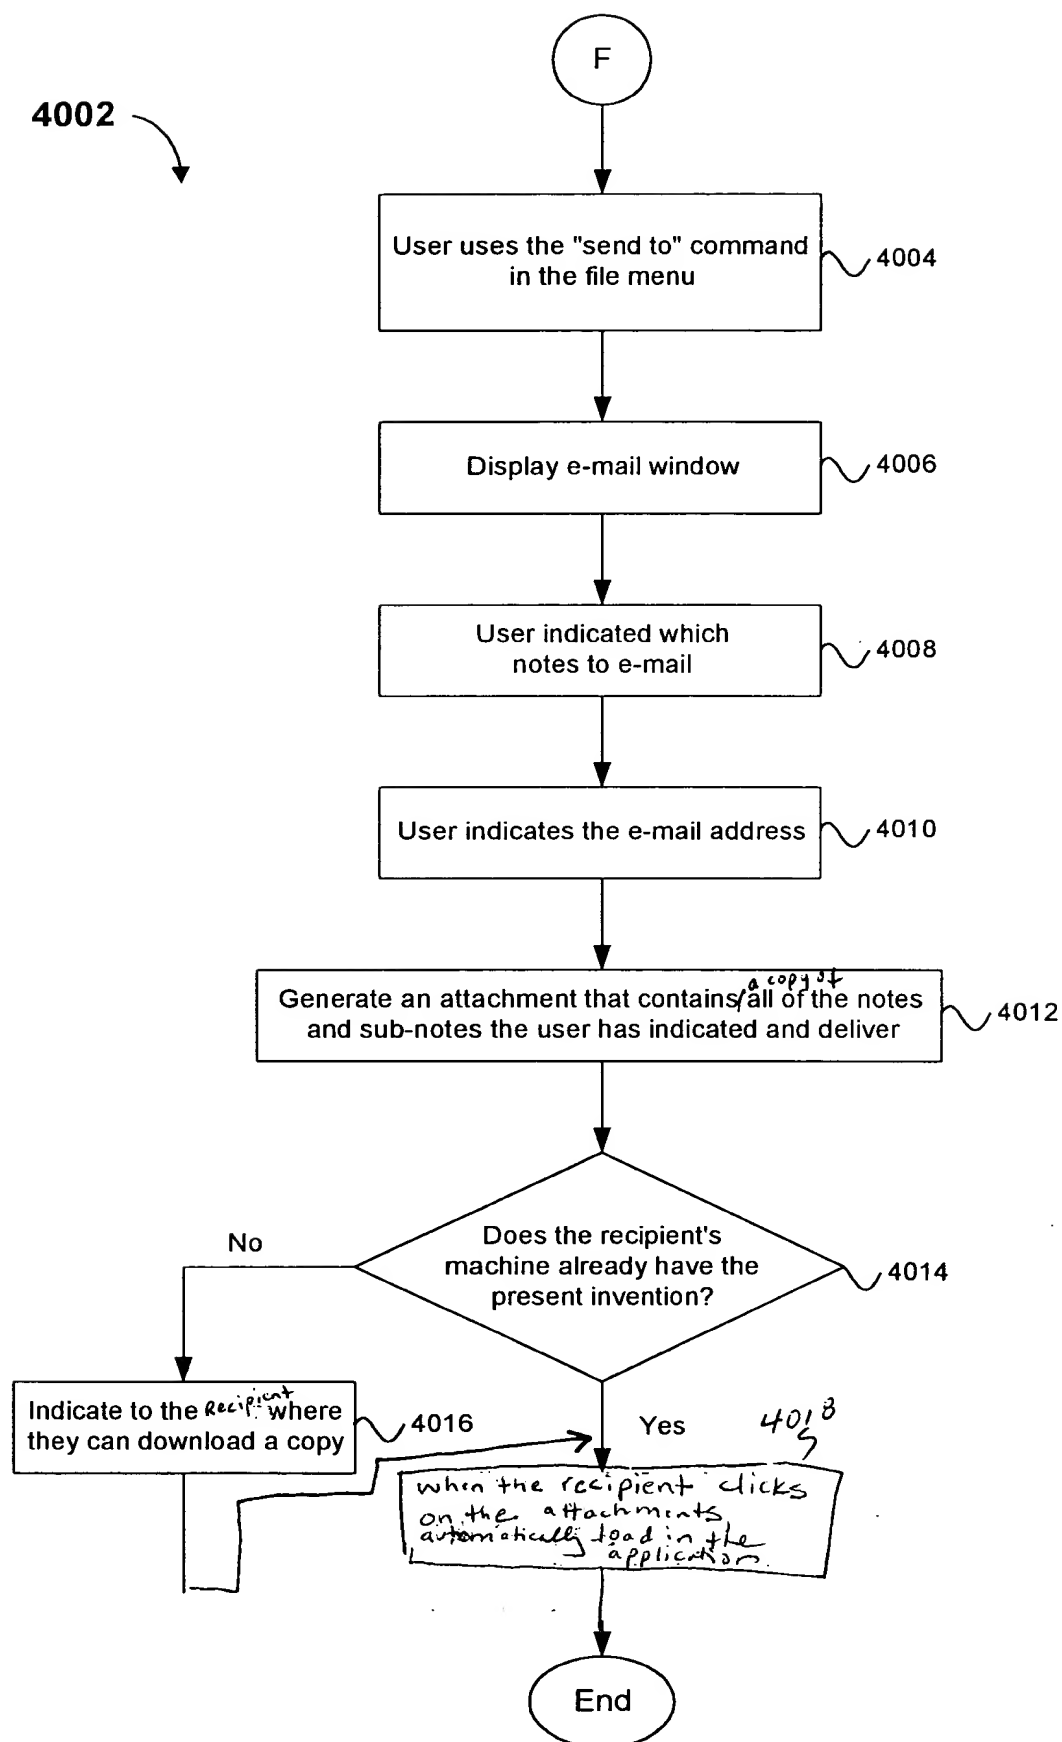 F
4002
User uses the "send to" command
in the file menu
4004
Display e-mail window
4006
User indicated which
notes to e-mail
4008
User indicates the e-mail address
4010
a copy of
Generate an attachment that contains all of the notes
and sub-notes the user has indicated and deliver
4012
Does the recipient's
machine already have the
present invention?
4014
No
Indicate to the Recipient where
they can download a copy
4016
Yes
4018
when the recipient clicks
on the attachments
automatically load in the
application
End